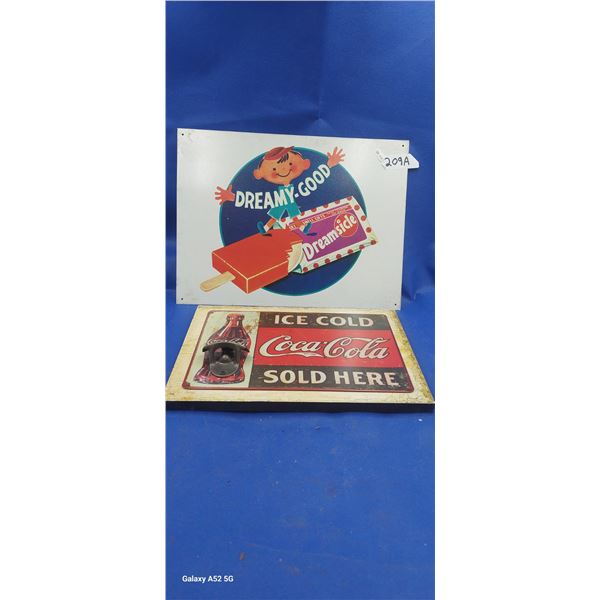 209A
DREAMY-GOOD
Dreamsicle
ICE COLD
Coca-Cola
SOLD HERE
Galaxy A52 5G